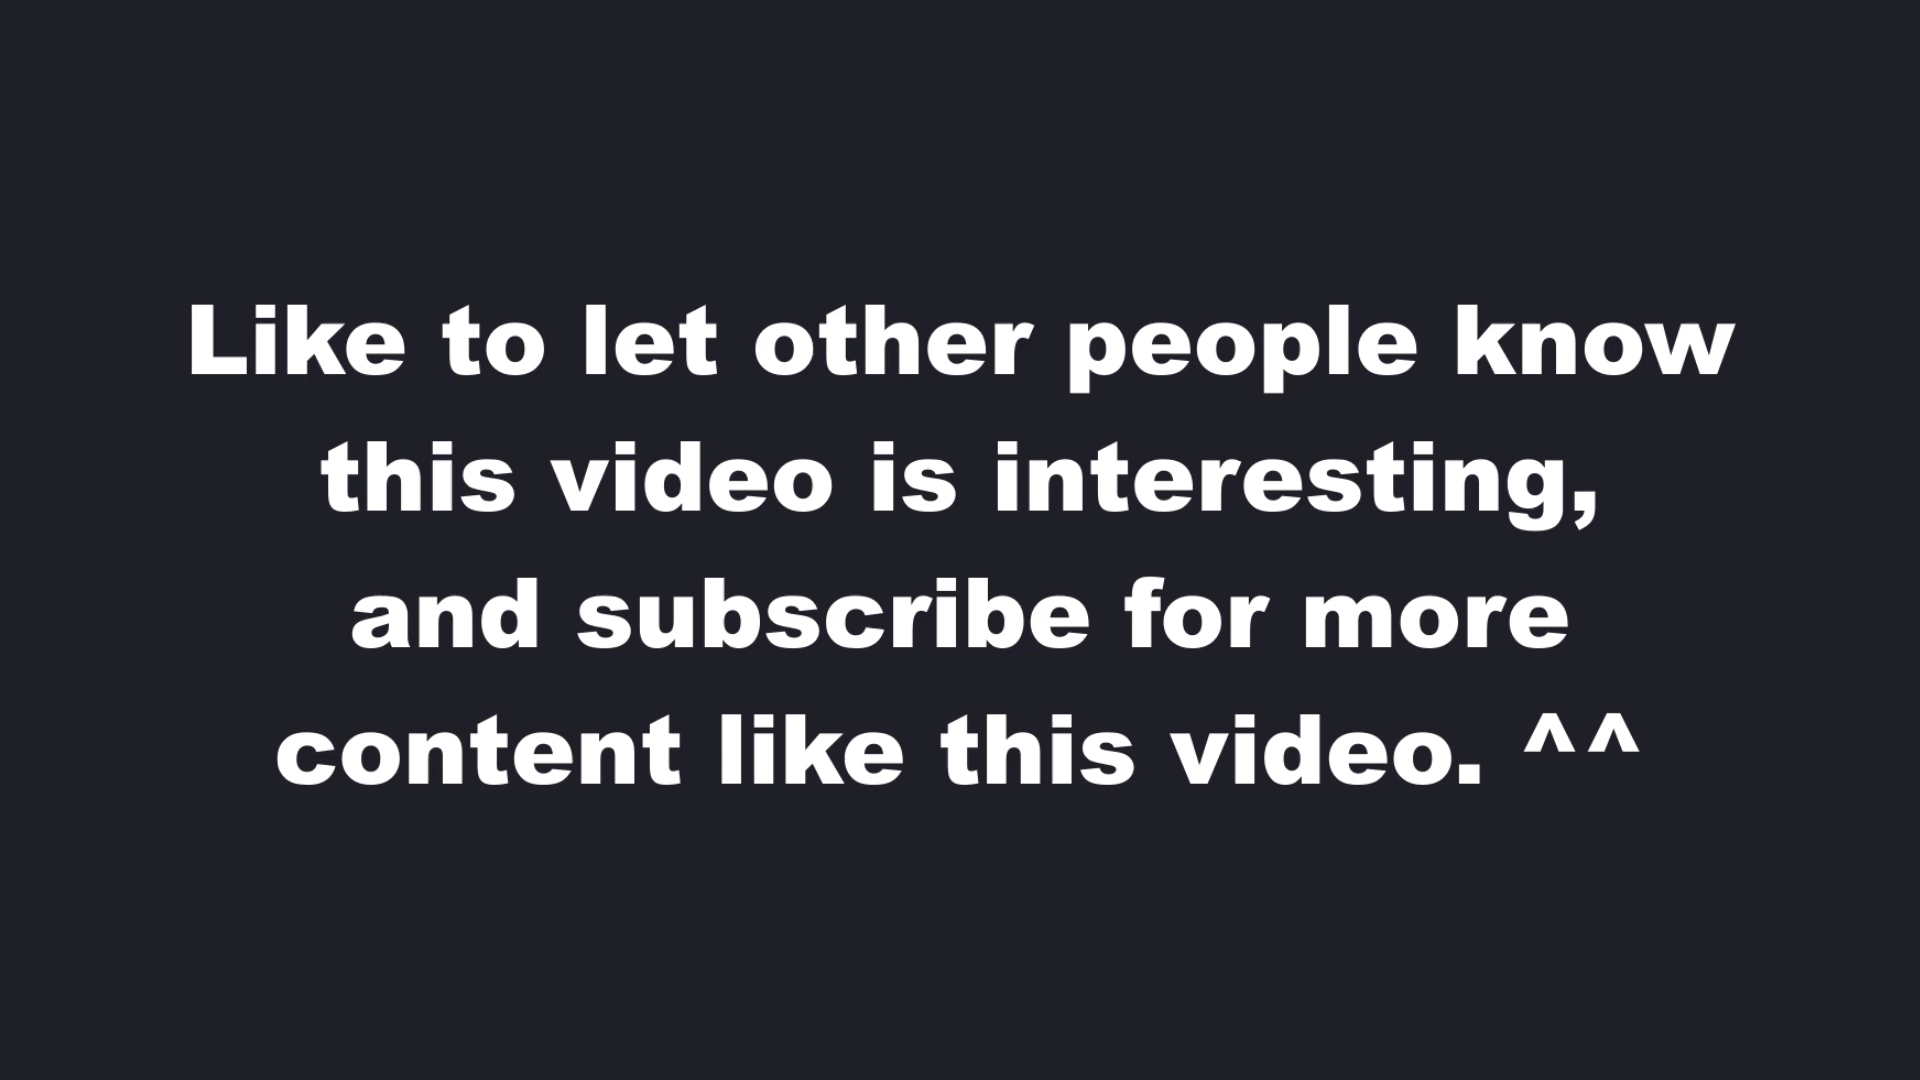 Like to let other people know
this video is interesting,
and subscribe for more
content like this video. ^^